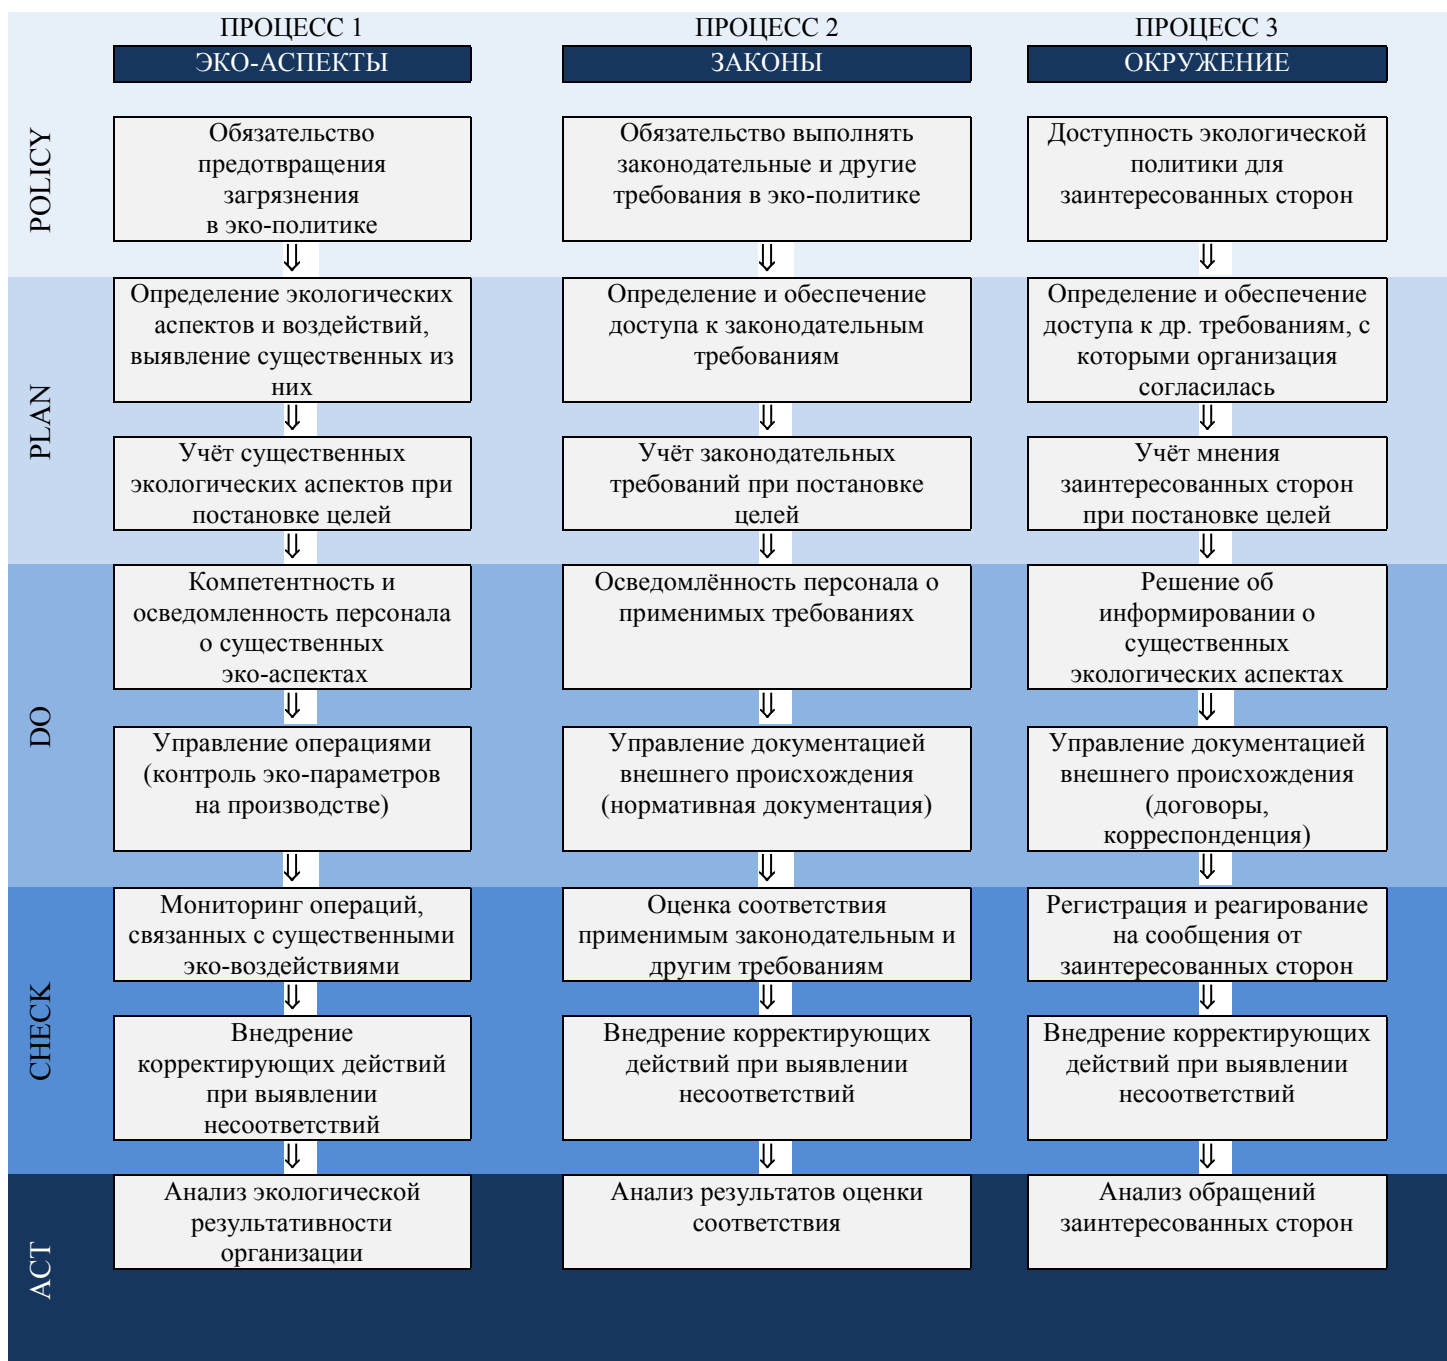 ПРОЦЕСС 1
ПРОЦЕСС 2
ПРОЦЕСС 3
ЭКО-АСПЕКТЫ
ЗАКОНЫ
ОКРУЖЕНИЕ
POLICY
Обязательство
предотвращения
загрязнения
в эко-политике
Обязательство выполнять
законодательные и другие
требования в эко-политике
Доступность экологической
политики для
заинтересованных сторон
⇓
⇓
⇓
PLAN
Определение экологических
аспектов и воздействий,
выявление существенных из
них
Определение и обеспечение
доступа к законодательным
требованиям
Определение и обеспечение
доступа к др. требованиям, с
которыми организация
согласилась
⇓
⇓
⇓
Учёт существенных
экологических аспектов при
постановке целей
Учёт законодательных
требований при постановке
целей
Учёт мнения
заинтересованных сторон
при постановке целей
⇓
⇓
⇓
DO
Компетентность и
осведомленность персонала
о существенных
эко-аспектах
Осведомлённость персонала о
применимых требованиях
Решение об
информировании о
существенных
экологических аспектах
⇓
⇓
⇓
Управление операциями
(контроль эко-параметров
на производстве)
Управление документацией
внешнего происхождения
(нормативная документация)
Управление документацией
внешнего происхождения
(договоры,
корреспонденция)
⇓
⇓
⇓
CHECK
Мониторинг операций,
связанных с существенными
эко-воздействиями
Оценка соответствия
применимым законодательным и
другим требованиям
Регистрация и реагирование
на сообщения от
заинтересованных сторон
⇓
⇓
⇓
Внедрение
корректирующих действий
при выявлении
несоответствий
Внедрение корректирующих
действий при выявлении
несоответствий
Внедрение корректирующих
действий при выявлении
несоответствий
⇓
⇓
⇓
ACT
Анализ экологической
результативности
организации
Анализ результатов оценки
соответствия
Анализ обращений
заинтересованных сторон